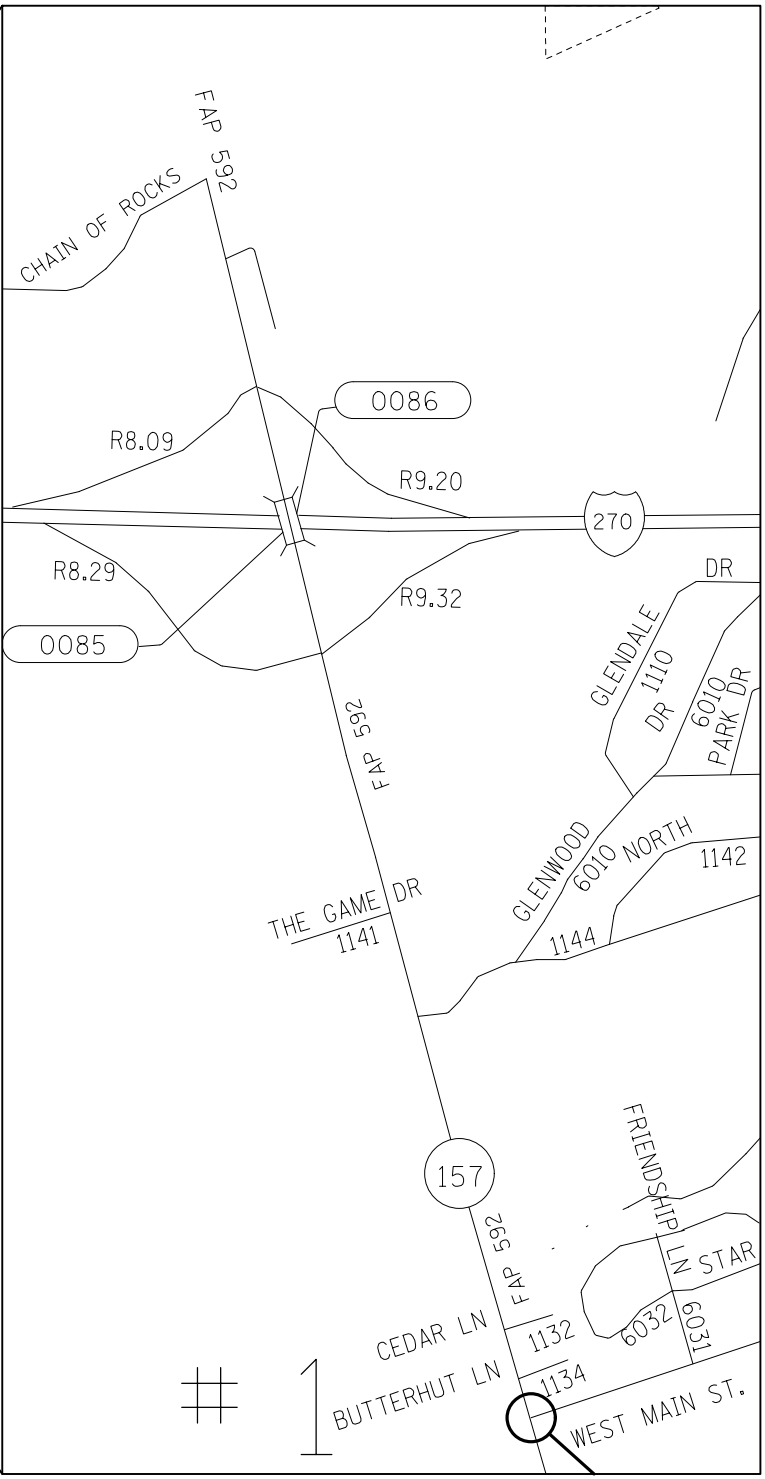 FAP 592
CHAIN OF ROCKS
0086
R8.09
R9.20
270
R8.29
R9.32
0085
DR
GLENDALE
1110
DR
6010
PARK DR
FAP 592
GLENWOOD
6010
NORTH
1142
THE GAME DR
1141
1144
157
FRIENDSHIP LN
FAP 592
STAR
6032
6031
CEDAR LN
1132
BUTTERHUT LN
1134
WEST MAIN ST.
# 1